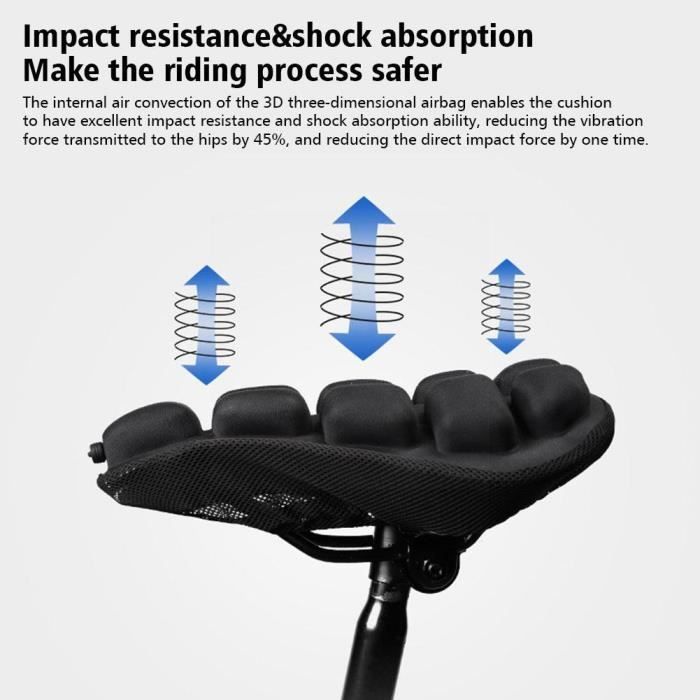 Impact resistance&shock absorption
Make the riding process safer
The internal air convection of the 3D three-dimensional airbag enables the cushion
to have excellent impact resistance and shock absorption ability, reducing the vibration
force transmitted to the hips by 45%, and reducing the direct impact force by one time.